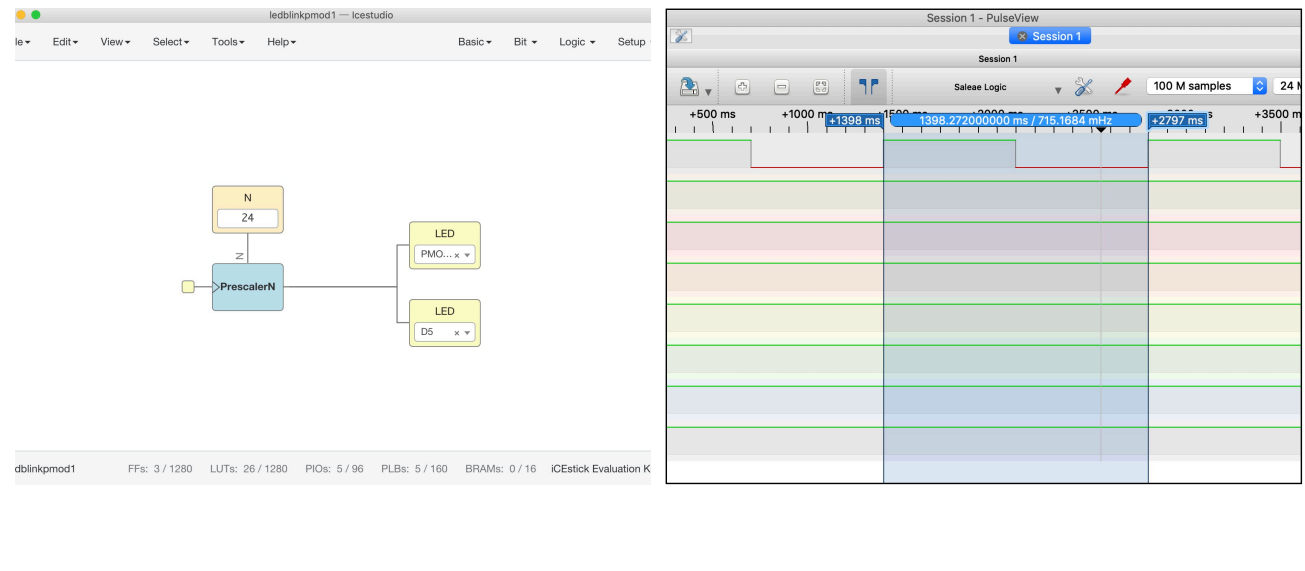 ledblinkpmod1 — Icestudio
le Edit View Select Tools Help Basic Bit Logic Setup
N
24
N
PrescalerN
LED
PMO...
LED
D5
dblinkpmod1 FFs: 3 / 1280 LUTs: 26 / 1280 PIOs: 5 / 96 PLBs: 5 / 160 BRAMs: 0 / 16 iCEstick Evaluation K
Session 1 - PulseView
Session 1
Session 1
Saleae Logic 100 M samples 24 M
+500 ms +1000 ms +3500 m
+1398 ms 1398.272000000 ms / 715.1684 mHz +2797 ms